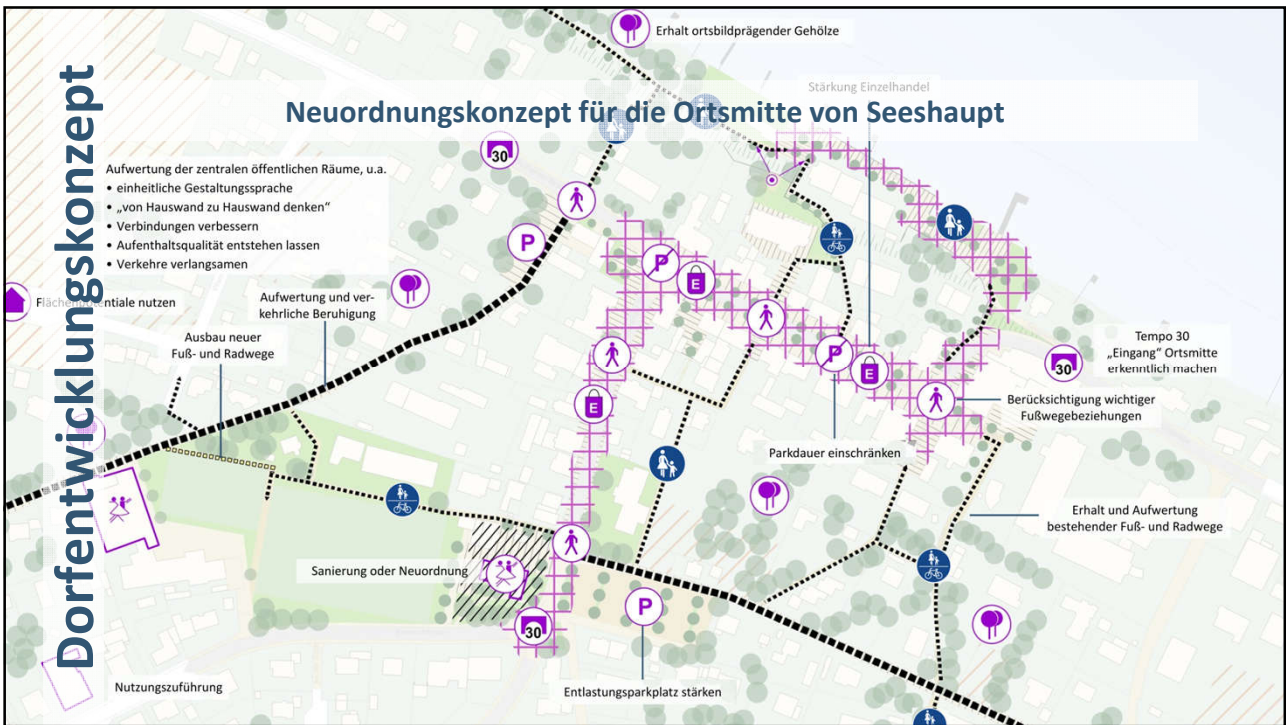 Dorfentwicklungskonzept
Erhalt ortsbildprägender Gehölze
Stärkung Einzelhandel
Neuordnungskonzept für die Ortsmitte von Seeshaupt
30
Aufwertung der zentralen öffentlichen Räume, u.a.
• einheitliche Gestaltungssprache
• „von Hauswand zu Hauswand denken“
• Verbindungen verbessern
• Aufenthaltsqualität entstehen lassen
• Verkehre verlangsamen
P
P
E
Flächenpotentiale nutzen
Aufwertung und ver-
kehrliche Beruhigung
Ausbau neuer
Fuß- und Radwege
Tempo 30
„Eingang“ Ortsmitte
erkenntlich machen
30
P
E
E
Berücksichtigung wichtiger
Fußwegebeziehungen
Parkdauer einschränken
Erhalt und Aufwertung
bestehender Fuß- und Radwege
Sanierung oder Neuordnung
P
30
Nutzungszuführung
Entlastungsparkplatz stärken